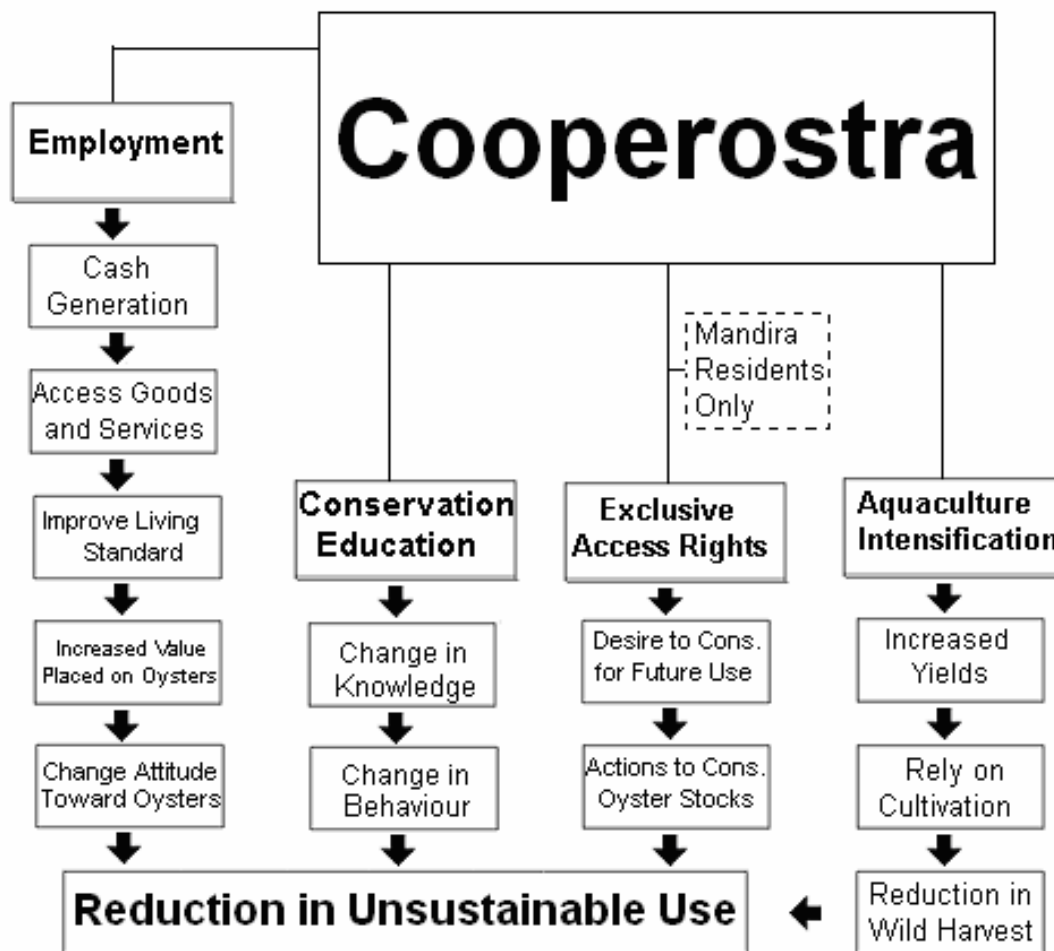 Cooperostra
Employment
Cash
Generation
Access Goods
and Services
Improve Living
Standard
Increased Value
Placed on Oysters
Change Attitude
Toward Oysters
Conservation
Education
Change in
Knowledge
Change in
Behaviour
Mandira
Residents
Only
Exclusive
Access Rights
Desire to Cons.
for Future Use
Actions to Cons.
Oyster Stocks
Aquaculture
Intensification
Increased
Yields
Rely on
Cultivation
Reduction in
Wild Harvest
Reduction in Unsustainable Use